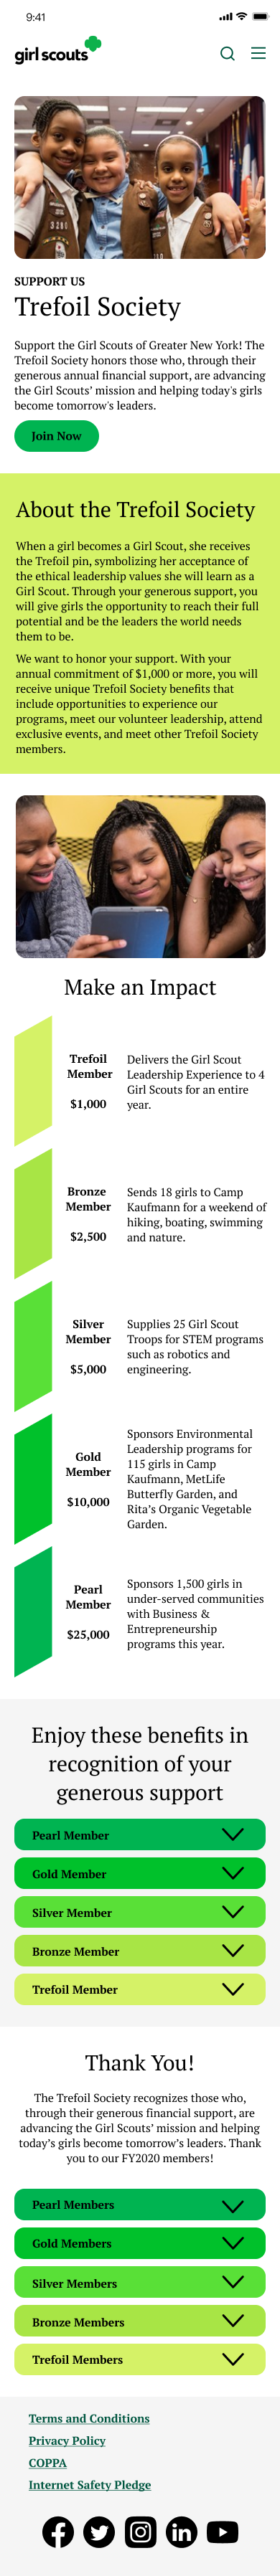 9:41
girl scouts
SUPPORT US
Trefoil Society
Support the Girl Scouts of Greater New York! The
Trefoil Society honors those who, through their
generous annual financial support, are advancing
the Girl Scouts’ mission and helping today's girls
become tomorrow's leaders.
Join Now
About the Trefoil Society
When a girl becomes a Girl Scout, she receives
the Trefoil pin, symbolizing her acceptance of
the ethical leadership values she will learn as a
Girl Scout. Through your generous support, you
will give girls the opportunity to reach their full
potential and be the leaders the world needs
them to be.
We want to honor your support. With your
annual commitment of $1,000 or more, you will
receive unique Trefoil Society benefits that
include opportunities to experience our
programs, meet our volunteer leadership, attend
exclusive events, and meet other Trefoil Society
members.
Make an Impact
Trefoil
Member
$1,000
Delivers the Girl Scout
Leadership Experience to 4
Girl Scouts for an entire
year.
Bronze
Member
$2,500
Sends 18 girls to Camp
Kaufmann for a weekend of
hiking, boating, swimming
and nature.
Silver
Member
$5,000
Supplies 25 Girl Scout
Troops for STEM programs
such as robotics and
engineering.
Gold
Member
$10,000
Sponsors Environmental
Leadership programs for
115 girls in Camp
Kaufmann, MetLife
Butterfly Garden, and
Rita’s Organic Vegetable
Garden.
Pearl
Member
$25,000
Sponsors 1,500 girls in
under-served communities
with Business &
Entrepreneurship
programs this year.
Enjoy these benefits in
recognition of your
generous support
Pearl Member
Gold Member
Silver Member
Bronze Member
Trefoil Member
Thank You!
The Trefoil Society recognizes those who,
through their generous financial support, are
advancing the Girl Scouts’ mission and helping
today’s girls become tomorrow’s leaders. Thank
you to our FY2020 members!
Pearl Members
Gold Members
Silver Members
Bronze Members
Trefoil Members
Terms and Conditions
Privacy Policy
COPPA
Internet Safety Pledge